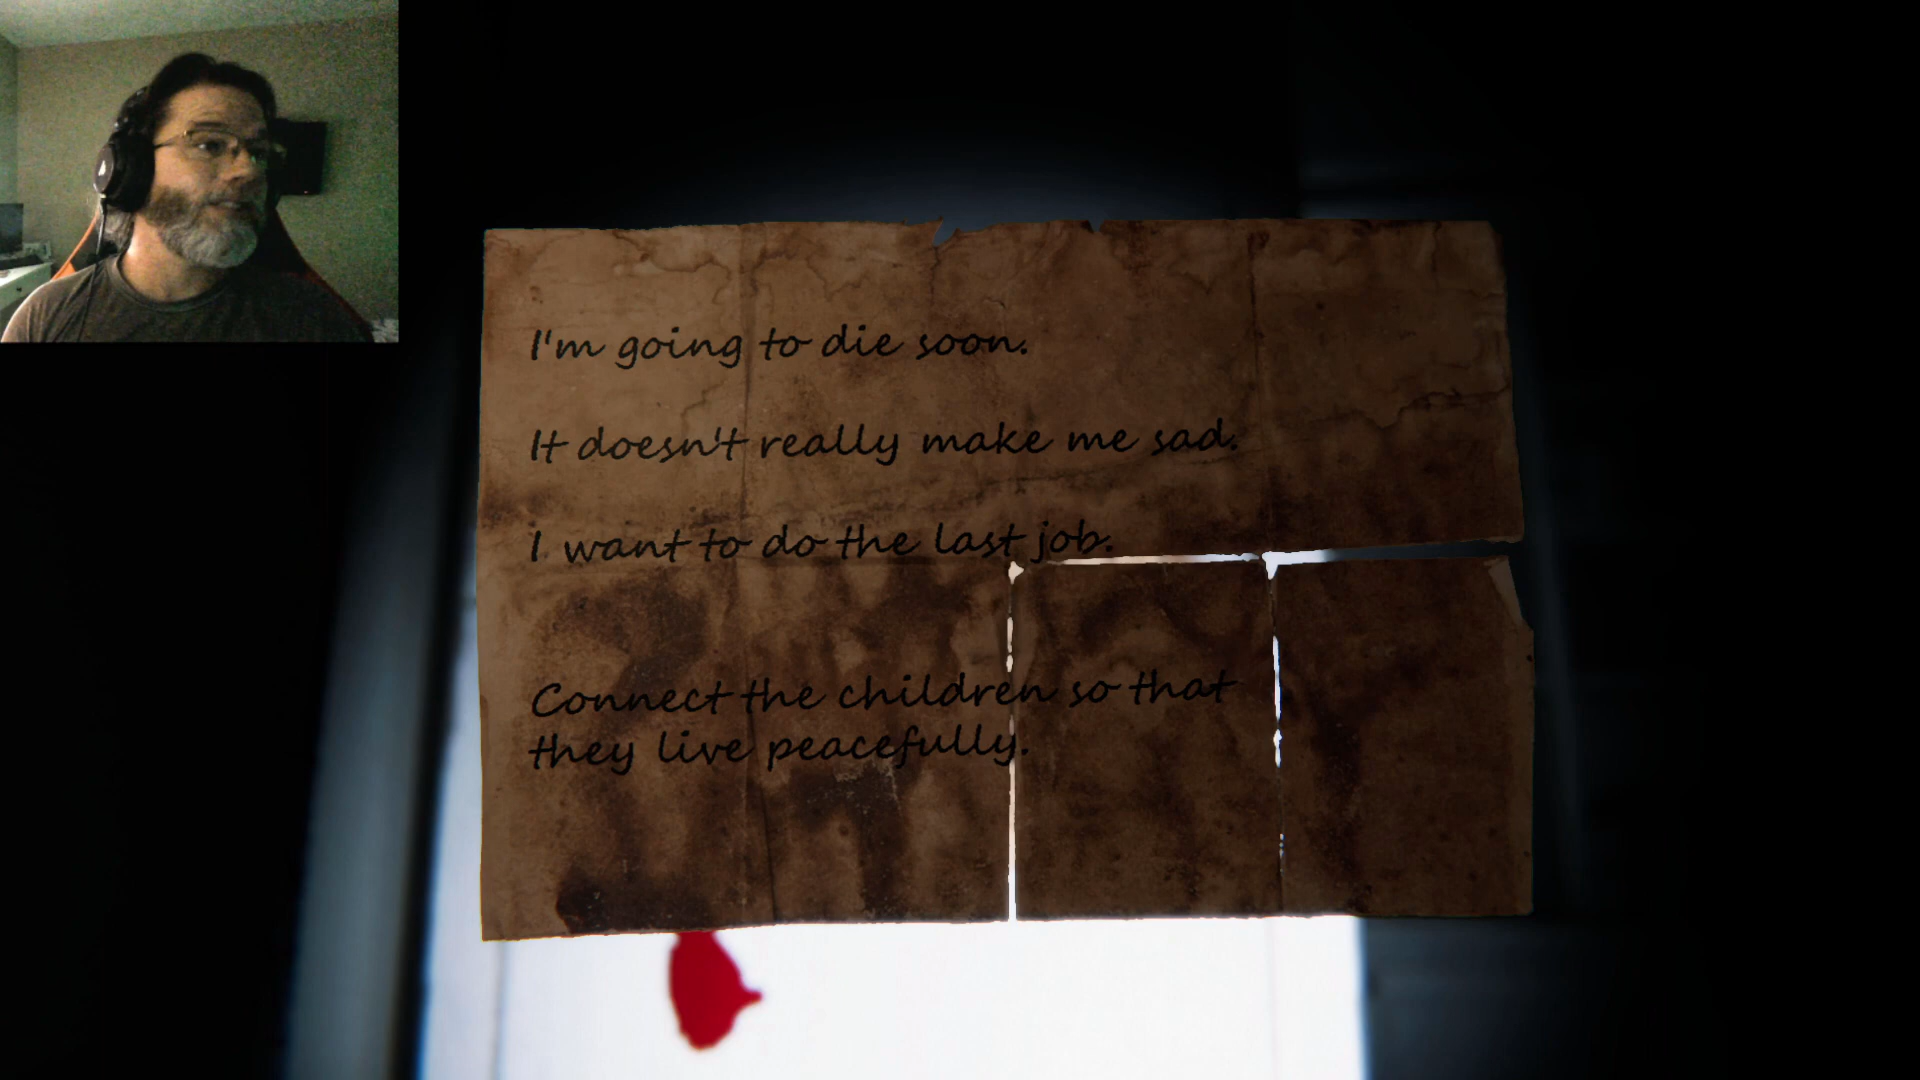 I'm going to die soon.
It doesn't really make me sad.
I want to do the last job.
Connect the children so that
they live peacefully.